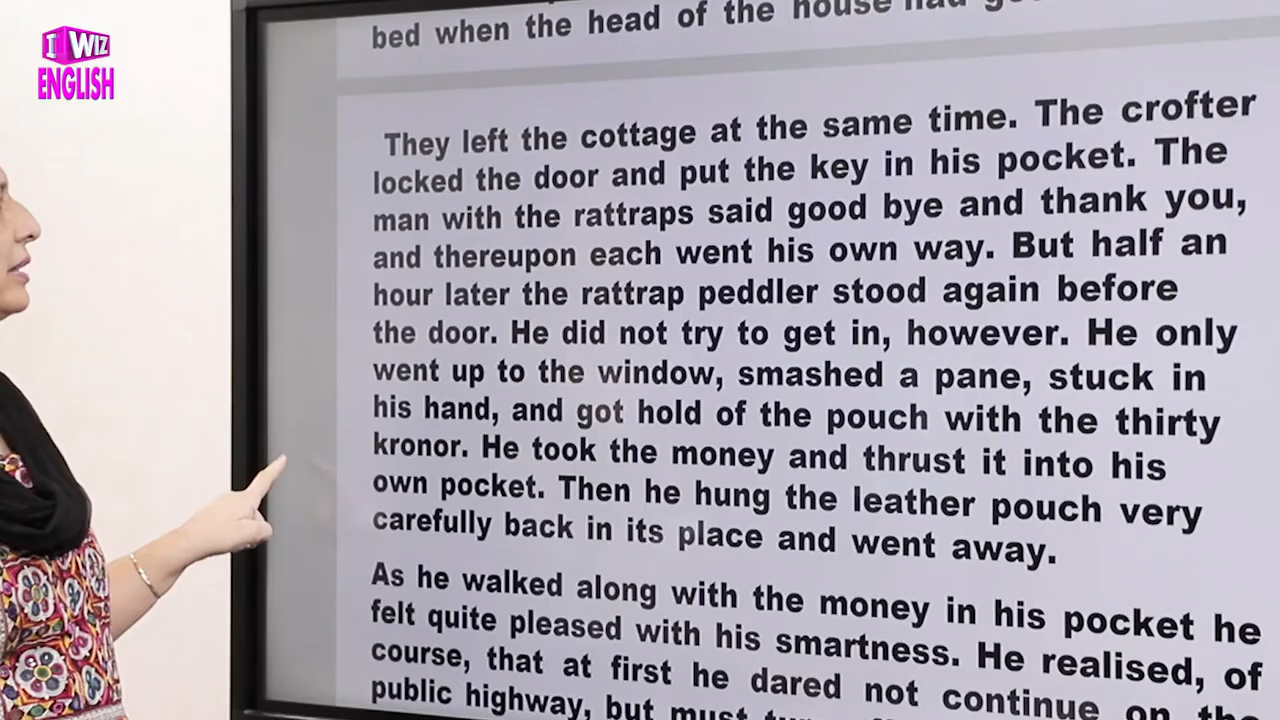 I WIZ
ENGLISH
bed when the head of the house had
They left the cottage at the same time. The crofter
locked the door and put the key in his pocket. The
man with the rattraps said good bye and thank you,
and thereupon each went his own way. But half an
hour later the rattrap peddler stood again before
the door. He did not try to get in, however. He only
went up to the window, smashed a pane, stuck in
his hand, and got hold of the pouch with the thirty
kronor. He took the money and thrust it into his
own pocket. Then he hung the leather pouch very
carefully back in its place and went away.
As he walked along with the money in his pocket he
felt quite pleased with his smartness. He realised, of
course, that at first he dared not continue on the
public highway, but must